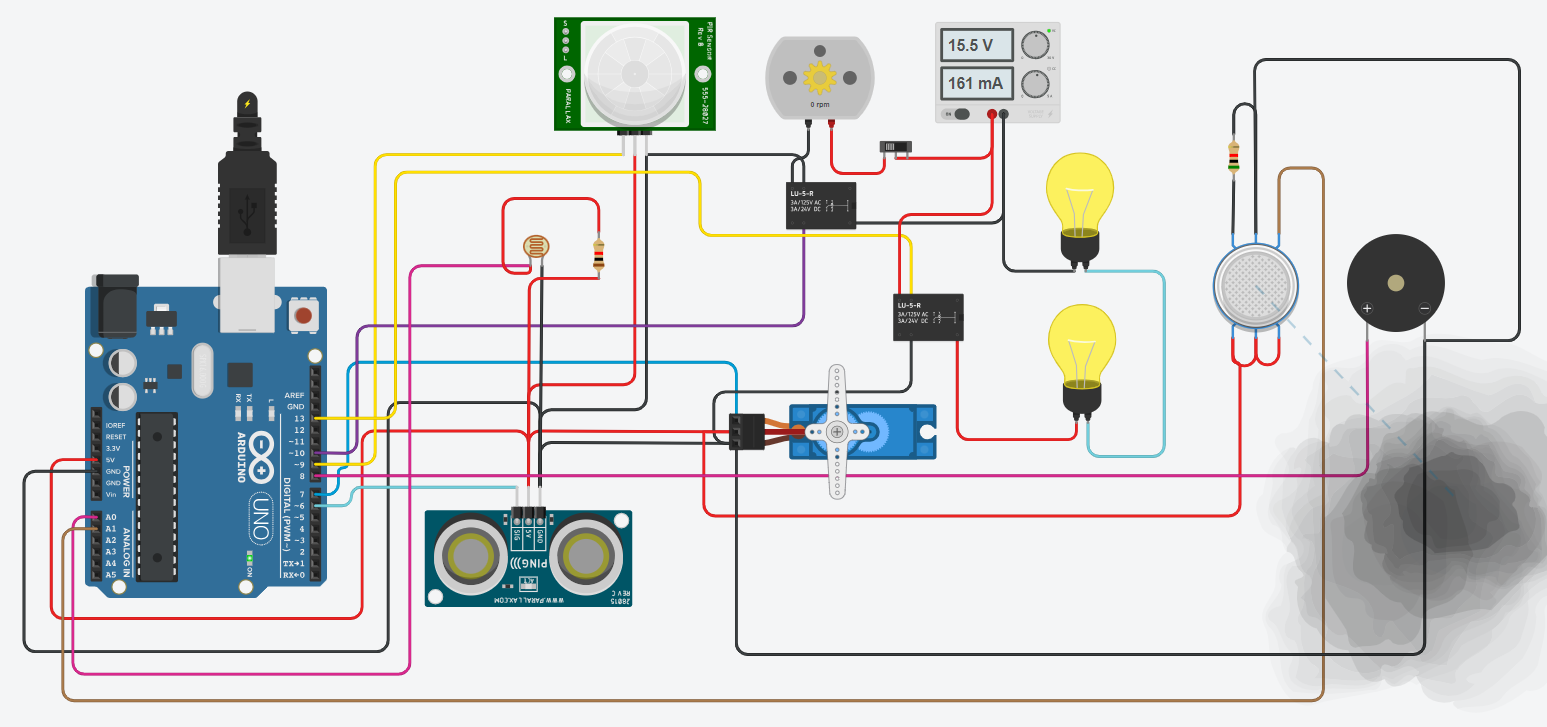 S
L
PARALLAX
PIR Sensor
Rev B
555-28027
0 rpm
15.5 V
161 mA
LU-5-R
3A/125V AC
3A/24V DC
LU-5-R
3A/125V AC
3A/24V DC
AREF
GND
13
12
~11
~10
~9
8
7
~6
~5
4
~3
2
TX→1
RX←0
DIGITAL (PWM~)
IOREF
RESET
3.3V
5V
GND
GND
Vin
POWER
A0
A1
A2
A3
A4
A5
ANALOG IN
RX
TX
L
ARDUINO
UNO
ON
SIG
5V
GND
PING)))
WWW.PARALLAX.COM
28015
REV C
+
−